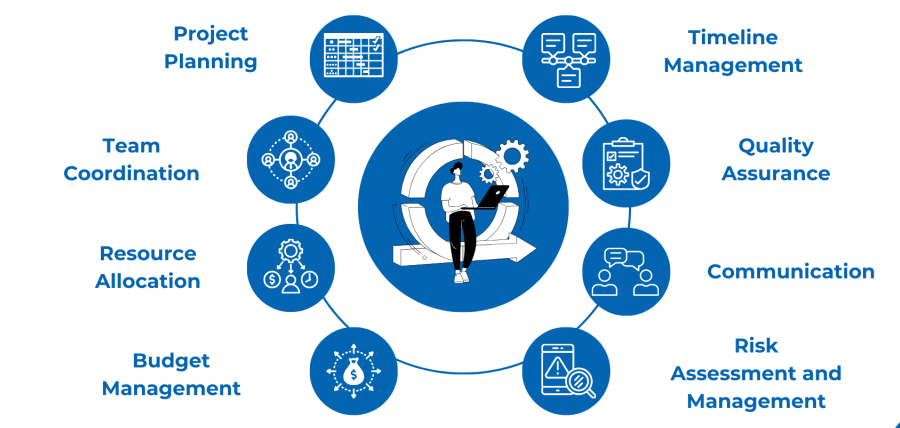 Project
Planning
Timeline
Management
Team
Coordination
Quality
Assurance
Resource
Allocation
Communication
Budget
Management
Risk
Assessment and
Management